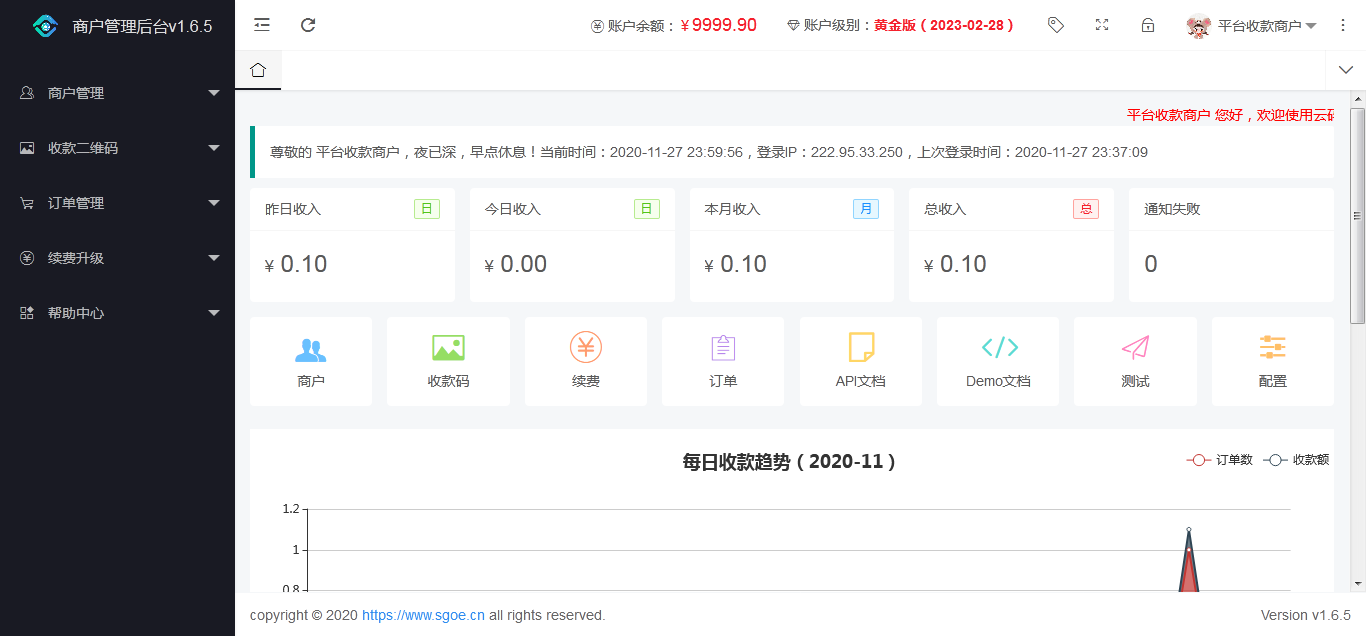 商户管理后台v1.6.5
账户余额：￥9999.90
账户级别：黄金版（2023-02-28）
平台收款商户
商户管理
收款二维码
订单管理
续费升级
帮助中心
平台收款商户 您好，欢迎使用云码
尊敬的 平台收款商户，夜已深，早点休息！当前时间：2020-11-27 23:59:56，登录IP：222.95.33.250，上次登录时间：2020-11-27 23:37:09
昨日收入 日
¥ 0.10
今日收入 日
¥ 0.00
本月收入 月
¥ 0.10
总收入 总
¥ 0.10
通知失败
0
商户
收款码
续费
订单
API文档
Demo文档
测试
配置
每日收款趋势（2020-11）
订单数
收款额
1.2
1
0.8
copyright © 2020 https://www.sgoe.cn all rights reserved.
Version v1.6.5